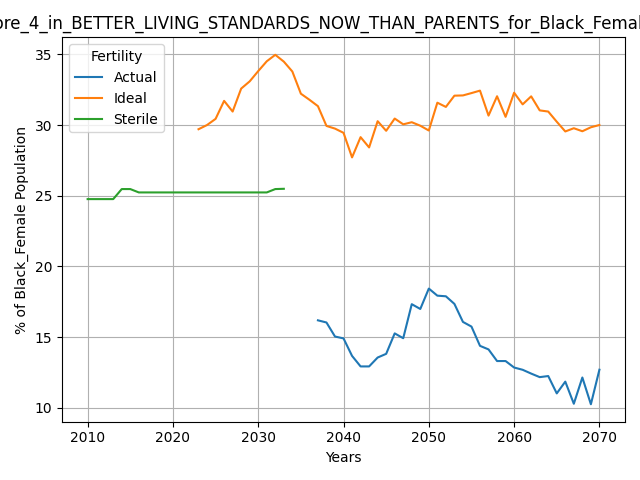 ore_4_in_BETTER_LIVING_STANDARDS_NOW_THAN_PARENTS_for_Black_Femal
Fertility
Actual
Ideal
Sterile
% of Black_Female Population
35
30
25
20
15
10
2010 2020 2030 2040 2050 2060 2070
Years